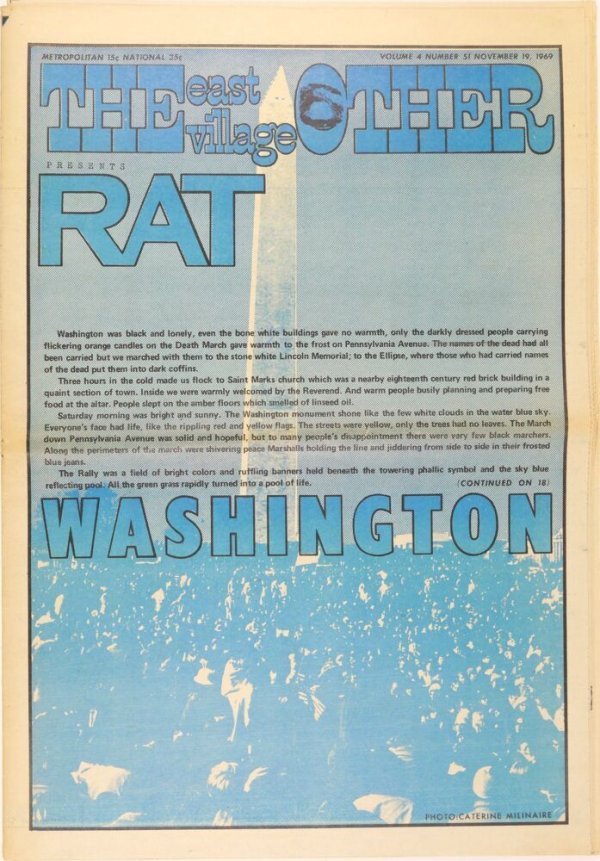 METROPOLITAN 15¢ NATIONAL 25¢
VOLUME 4 NUMBER 51 NOVEMBER 19, 1969
THE east village OTHER
PRESENTS
RAT
Washington was black and lonely, even the bone white buildings gave no warmth, only the darkly dressed people carrying
flickering orange candles on the Death March gave warmth to the frost on Pennsylvania Avenue. The names of the dead had all
been carried but we marched with them to the stone white Lincoln Memorial; to the Ellipse, where those who had carried names
of the dead put them into dark coffins.
Three hours in the cold made us flock to Saint Marks church which was a nearby eighteenth century red brick building in a
quaint section of town. Inside we were warmly welcomed by the Reverend. And warm people busily planning and preparing free
food at the altar. People slept on the amber floors which smelled of linseed oil.
Saturday morning was bright and sunny. The Washington monument shone like the few white clouds in the water blue sky.
Everyone's face had life, like the rippling red and yellow flags. The streets were yellow, only the trees had no leaves. The March
down Pennsylvania Avenue was solid and hopeful, but to many people's disappointment there were very few black marchers.
Along the perimeters of the march were shivering peace Marshalls holding the line and jiddering from side to side in their frosted
blue jeans.
The Rally was a field of bright colors and ruffling banners held beneath the towering phallic symbol and the sky blue
reflecting pool. All the green grass rapidly turned into a pool of life.
(CONTINUED ON 18)
WASHINGTON
PHOTO:CATERINE MILINAIRE